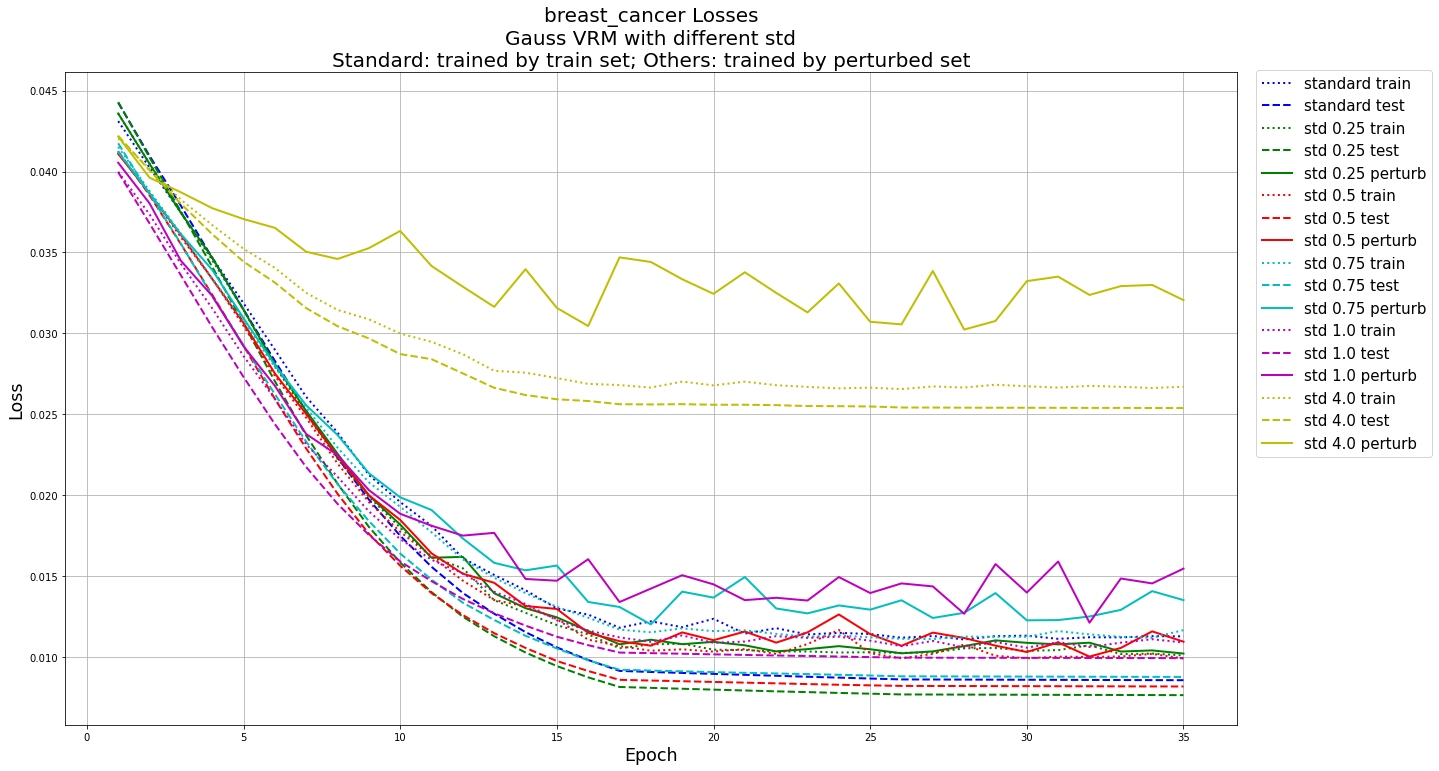 breast_cancer Losses
Gauss VRM with different std
Standard: trained by train set; Others: trained by perturbed set
0.045
0.040
0.035
0.030
0.025
0.020
0.015
0.010
Loss
0 5 10 15 20 25 30 35
Epoch
standard train
standard test
std 0.25 train
std 0.25 test
std 0.25 perturb
std 0.5 train
std 0.5 test
std 0.5 perturb
std 0.75 train
std 0.75 test
std 0.75 perturb
std 1.0 train
std 1.0 test
std 1.0 perturb
std 4.0 train
std 4.0 test
std 4.0 perturb